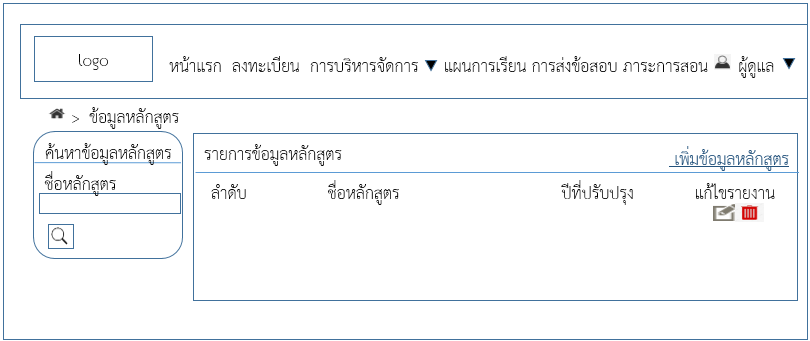 logo
หน้าแรก ลงทะเบียน การบริหารจัดการ แผนการเรียน การส่งข้อสอบ ภาระการสอน ผู้ดูแล
> ข้อมูลหลักสูตร
ค้นหาข้อมูลหลักสูตร
ชื่อหลักสูตร
รายการข้อมูลหลักสูตร
เพิ่มข้อมูลหลักสูตร
ลำดับ ชื่อหลักสูตร ปีที่ปรับปรุง แก้ไขรายงาน